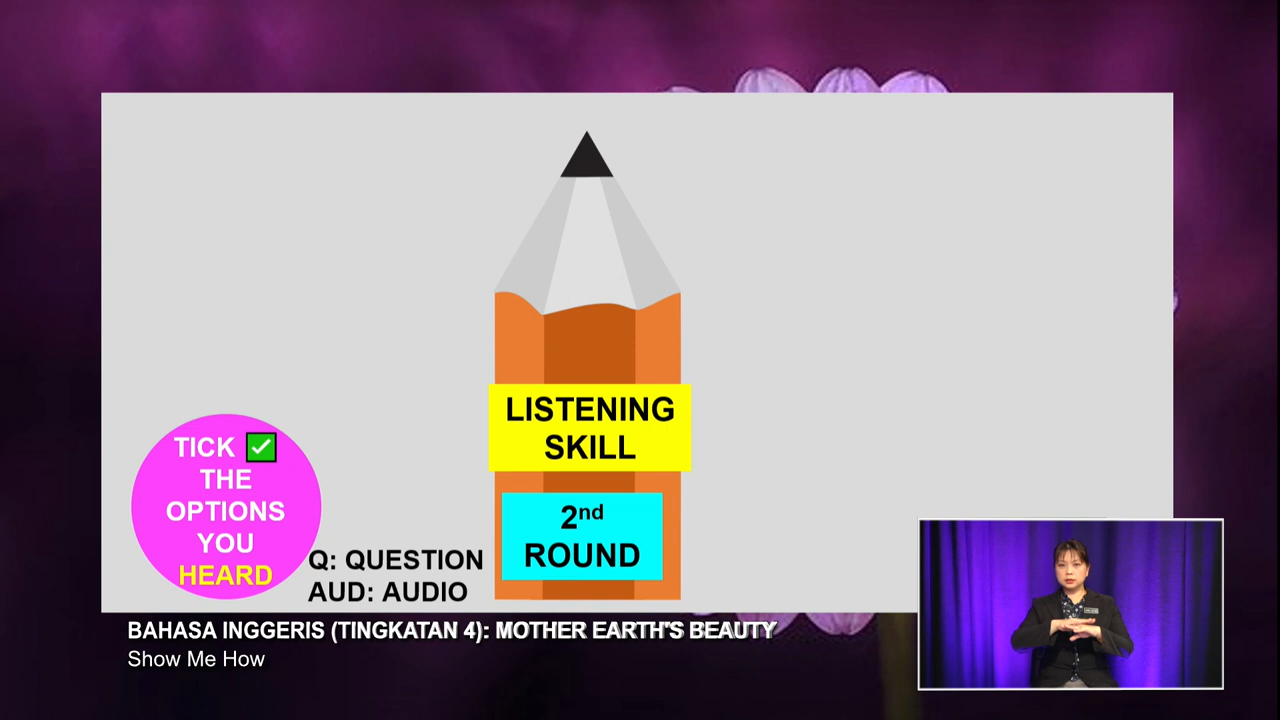 LISTENING
SKILL
2nd
ROUND
TICK ✅
THE
OPTIONS
YOU
HEARD
Q: QUESTION
AUD: AUDIO
BAHASA INGGERIS (TINGKATAN 4): MOTHER EARTH'S BEAUTY
Show Me How